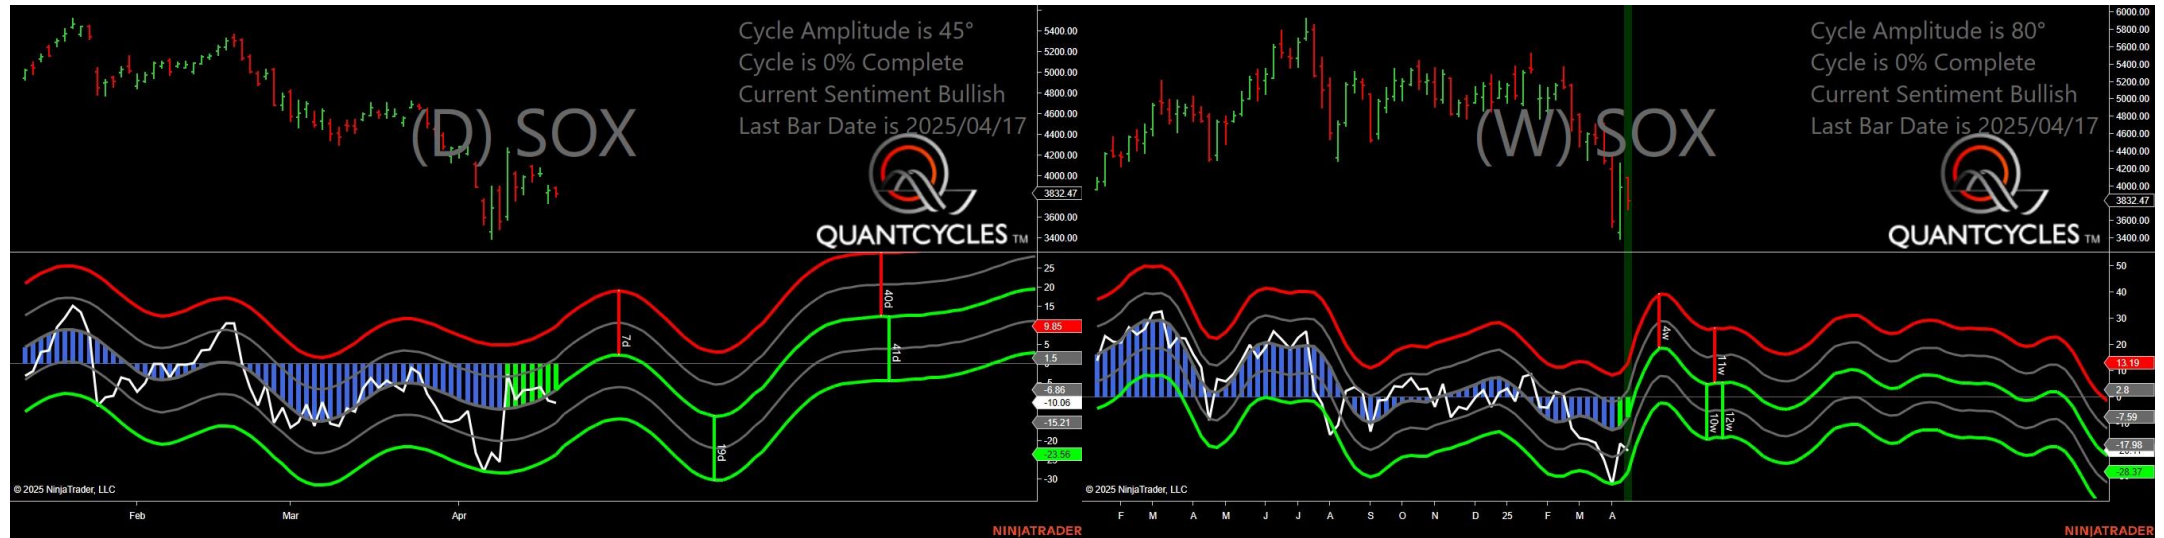 Cycle Amplitude is 45°
Cycle is 0% Complete
Current Sentiment Bullish
Last Bar Date is 2025/04/17
(D) SOX
QUANTCYCLES TM
5400.00
5200.00
5000.00
4800.00
4600.00
4400.00
4200.00
4000.00
3832.47
3600.00
3400.00
25
20
15
9.85
5
1.5
-6.86
-10.06
-15.21
-20
-23.56
-30
7d
19d
40d
41d
© 2025 NinjaTrader, LLC
Feb Mar Apr
NINJATRADER
Cycle Amplitude is 80°
Cycle is 0% Complete
Current Sentiment Bullish
Last Bar Date is 2025/04/17
(W) SOX
QUANTCYCLES TM
6000.00
5800.00
5600.00
5400.00
5200.00
5000.00
4800.00
4600.00
4400.00
4200.00
4000.00
3832.47
3600.00
3400.00
50
40
30
20
13.19
10
2.8
0
-7.59
-17.98
-28.37
4w
11w
10w
12w
© 2025 NinjaTrader, LLC
F M A M J J A S O N D 25 F M A
NINJATRADER